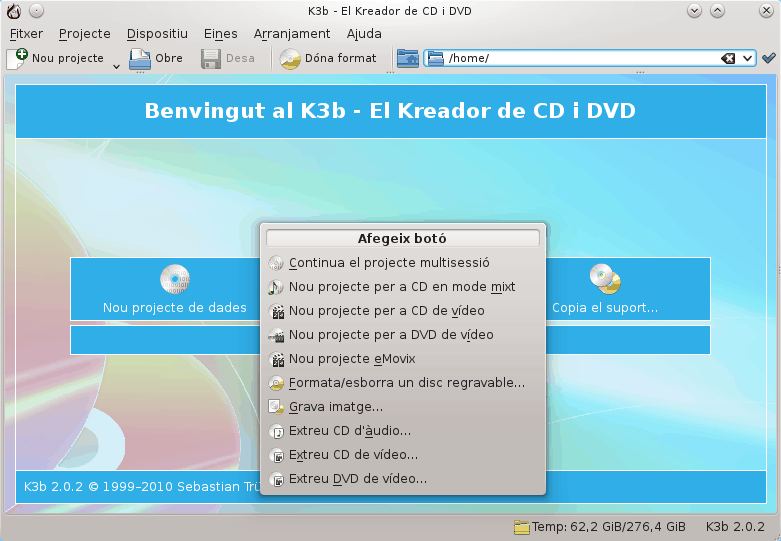 K3b - El Kreador de CD i DVD
Fitxer Projecte Dispositiu Eines Arranjament Ajuda
Nou projecte Obre Desa Dóna format /home/
Benvingut al K3b - El Kreador de CD i DVD
Afegeix botó
Continua el projecte multisessió
Nou projecte per a CD en mode mixt
Nou projecte per a CD de vídeo
Nou projecte per a DVD de vídeo
Nou projecte eMovix
Formata/esborra un disc regravable...
Grava imatge...
Extreu CD d'àudio...
Extreu CD de vídeo...
Extreu DVD de vídeo...
Nou projecte de dades
Copia el suport...
K3b 2.0.2 © 1999–2010 Sebastian
Temp: 62,2 GiB/276,4 GiB K3b 2.0.2